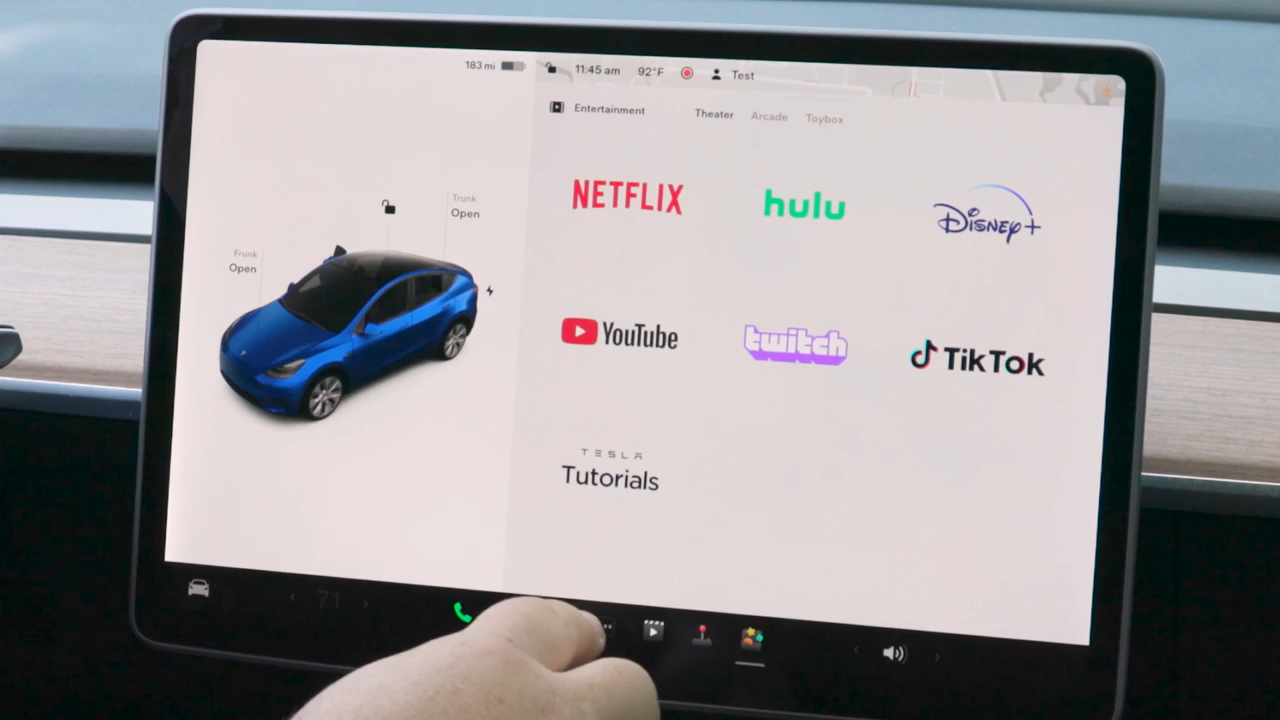 183 mi
11:45 am 92°F Test
Entertainment Theater Arcade Toybox
Trunk
Open
Frunk
Open
NETFLIX hulu Disney+
YouTube twitch TikTok
TESLA
Tutorials
71